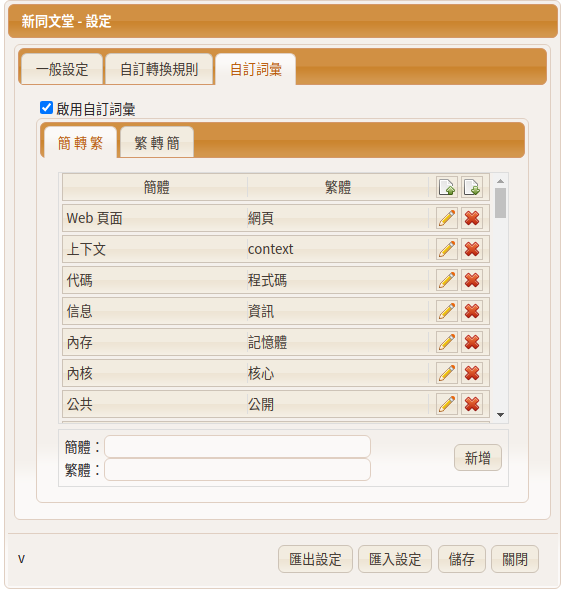 新同文堂 - 設定
一般設定 自訂轉換規則 自訂詞彙
啟用自訂詞彙
簡轉繁 繁轉簡
簡體 繁體
Web 頁面 網頁
上下文 context
代碼 程式碼
信息 資訊
內存 記憶體
內核 核心
公共 公開
簡體：
繁體：
新增
v 匯出設定 匯入設定 儲存 關閉